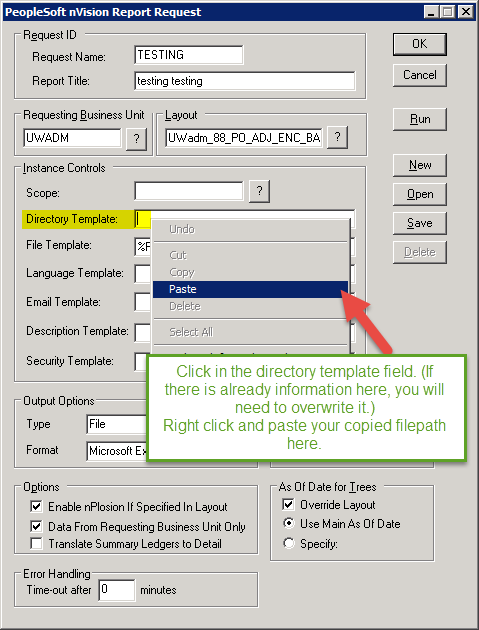 PeopleSoft nVision Report Request
Request ID
Request Name: TESTING
Report Title: testing testing
OK
Cancel
Requesting Business Unit
UWADM ?
Layout
UWadm_88_PO_ADJ_ENC_BA ?
Run
Instance Controls
Scope: ?
Directory Template:
File Template:
Language Template:
Email Template:
Description Template:
Security Template:
New
Open
Save
Delete
Undo
Cut
Copy
Paste
Delete
Select All
Click in the directory template field. (If
there is already information here, you will
need to overwrite it.)
Right click and paste your copied filepath
here.
Output Options
Type File
Format Microsoft Ex
Options
Enable nPlosion If Specified In Layout
Data From Requesting Business Unit Only
Translate Summary Ledgers to Detail
As Of Date for Trees
Override Layout
Use Main As Of Date
Specify:
Error Handling
Time-out after 0 minutes